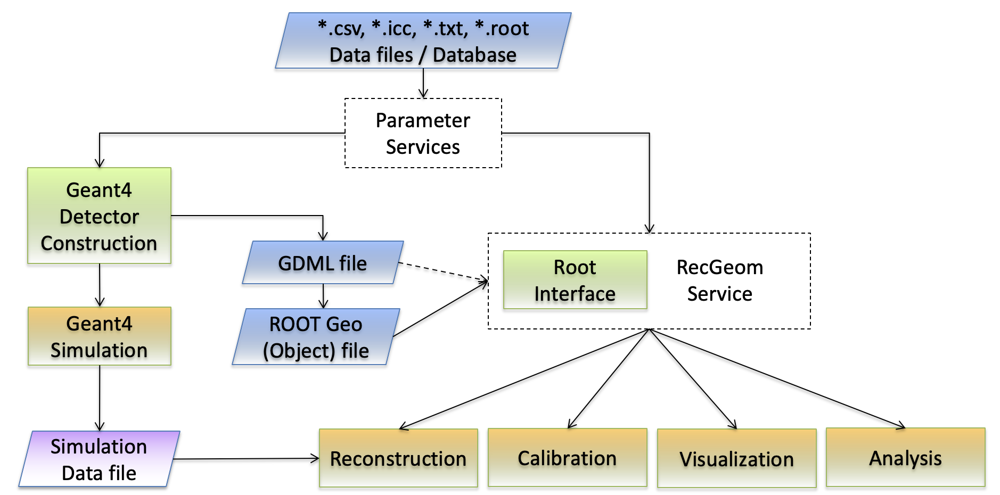 *.csv, *.icc, *.txt, *.root
Data files / Database
Parameter
Services
Geant4
Detector
Construction
GDML file
Root
Interface
RecGeom
Service
Geant4
Simulation
ROOT Geo
(Object) file
Simulation
Data file
Reconstruction
Calibration
Visualization
Analysis